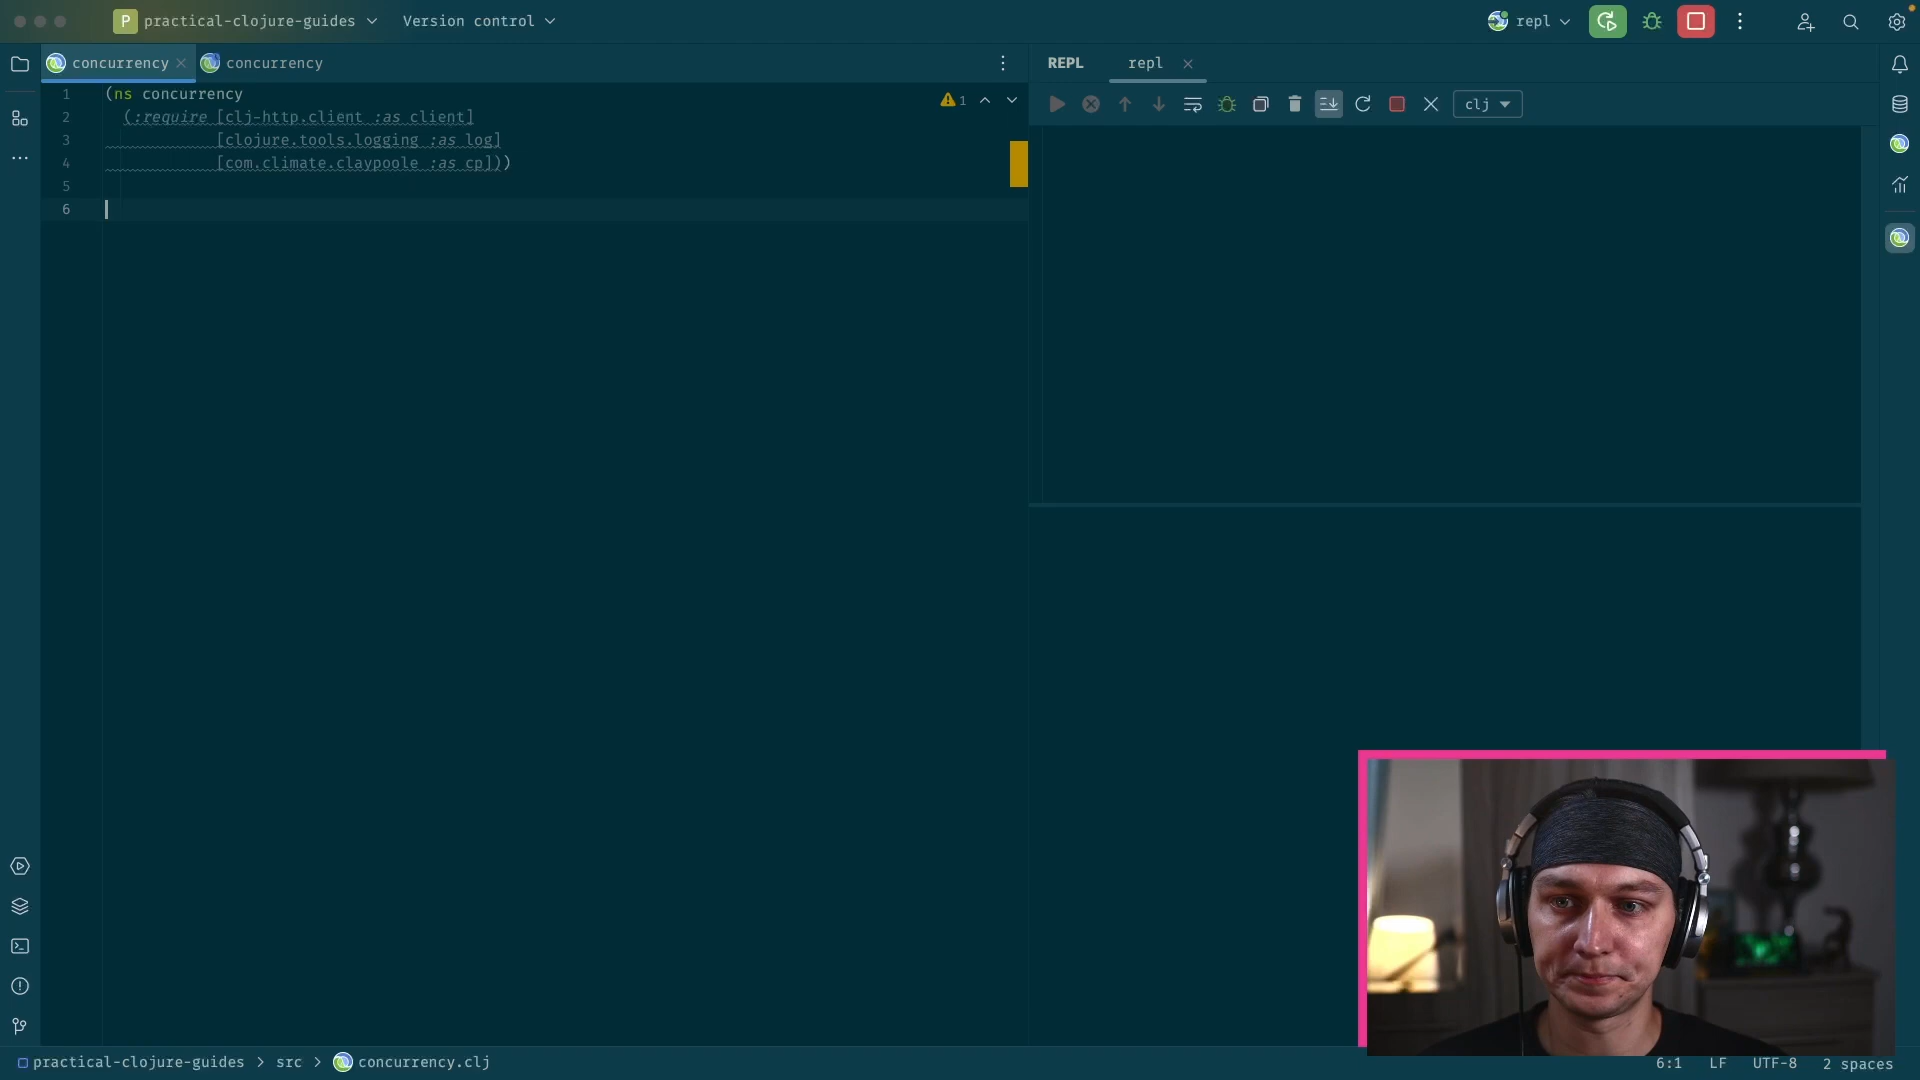 P practical-clojure-guides Version control repl
concurrency concurrency REPL repl
1 (ns concurrency
2 (:require [clj-http.client :as client]
3 [clojure.tools.logging :as log]
4 [com.climate.claypoole :as cp]))
5
6
1
clj
practical-clojure-guides > src > concurrency.clj 6:1 LF UTF-8 2 spaces